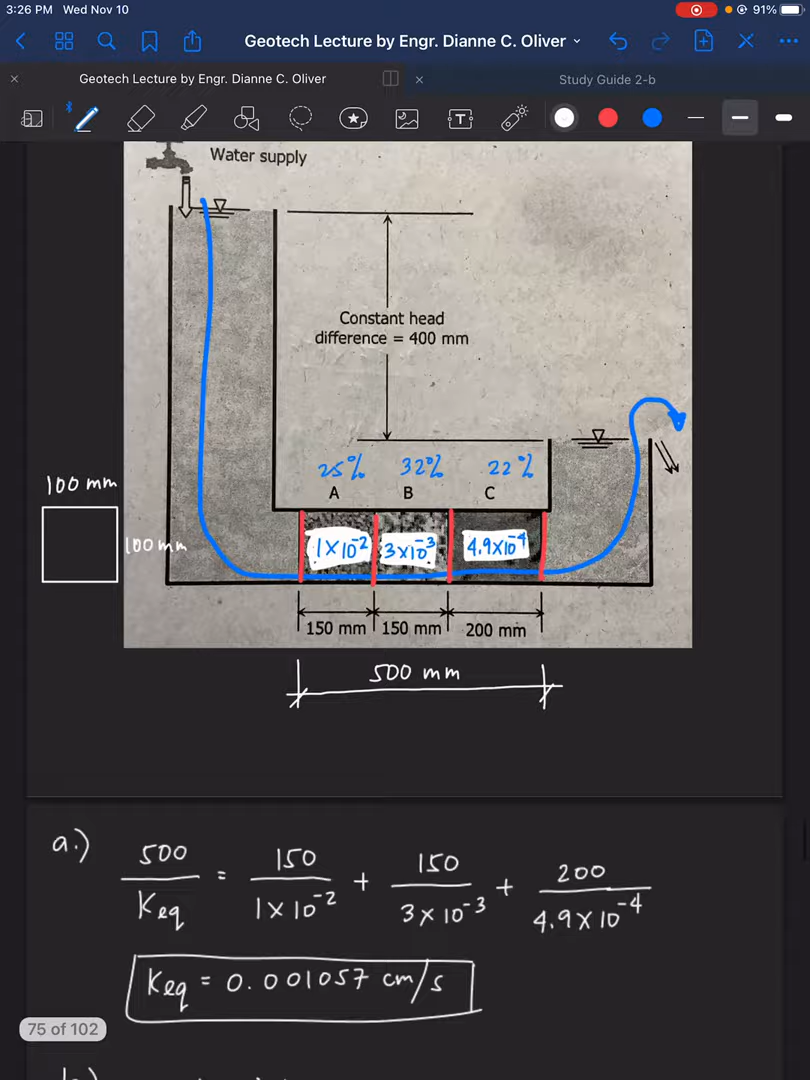 3:26 PM Wed Nov 10 91%
Geotech Lecture by Engr. Dianne C. Oliver
Geotech Lecture by Engr. Dianne C. Oliver
Study Guide 2-b
Water supply
Constant head
difference = 400 mm
25% 32% 22%
A B C
100 mm
100 mm
1×10⁻² 3×10⁻³ 4.9×10⁻⁴
150 mm 150 mm 200 mm
500 mm
a.) 500/Keq = 150/1×10⁻² + 150/3×10⁻³ + 200/4.9×10⁻⁴
Keq = 0.001057 cm/s
75 of 102